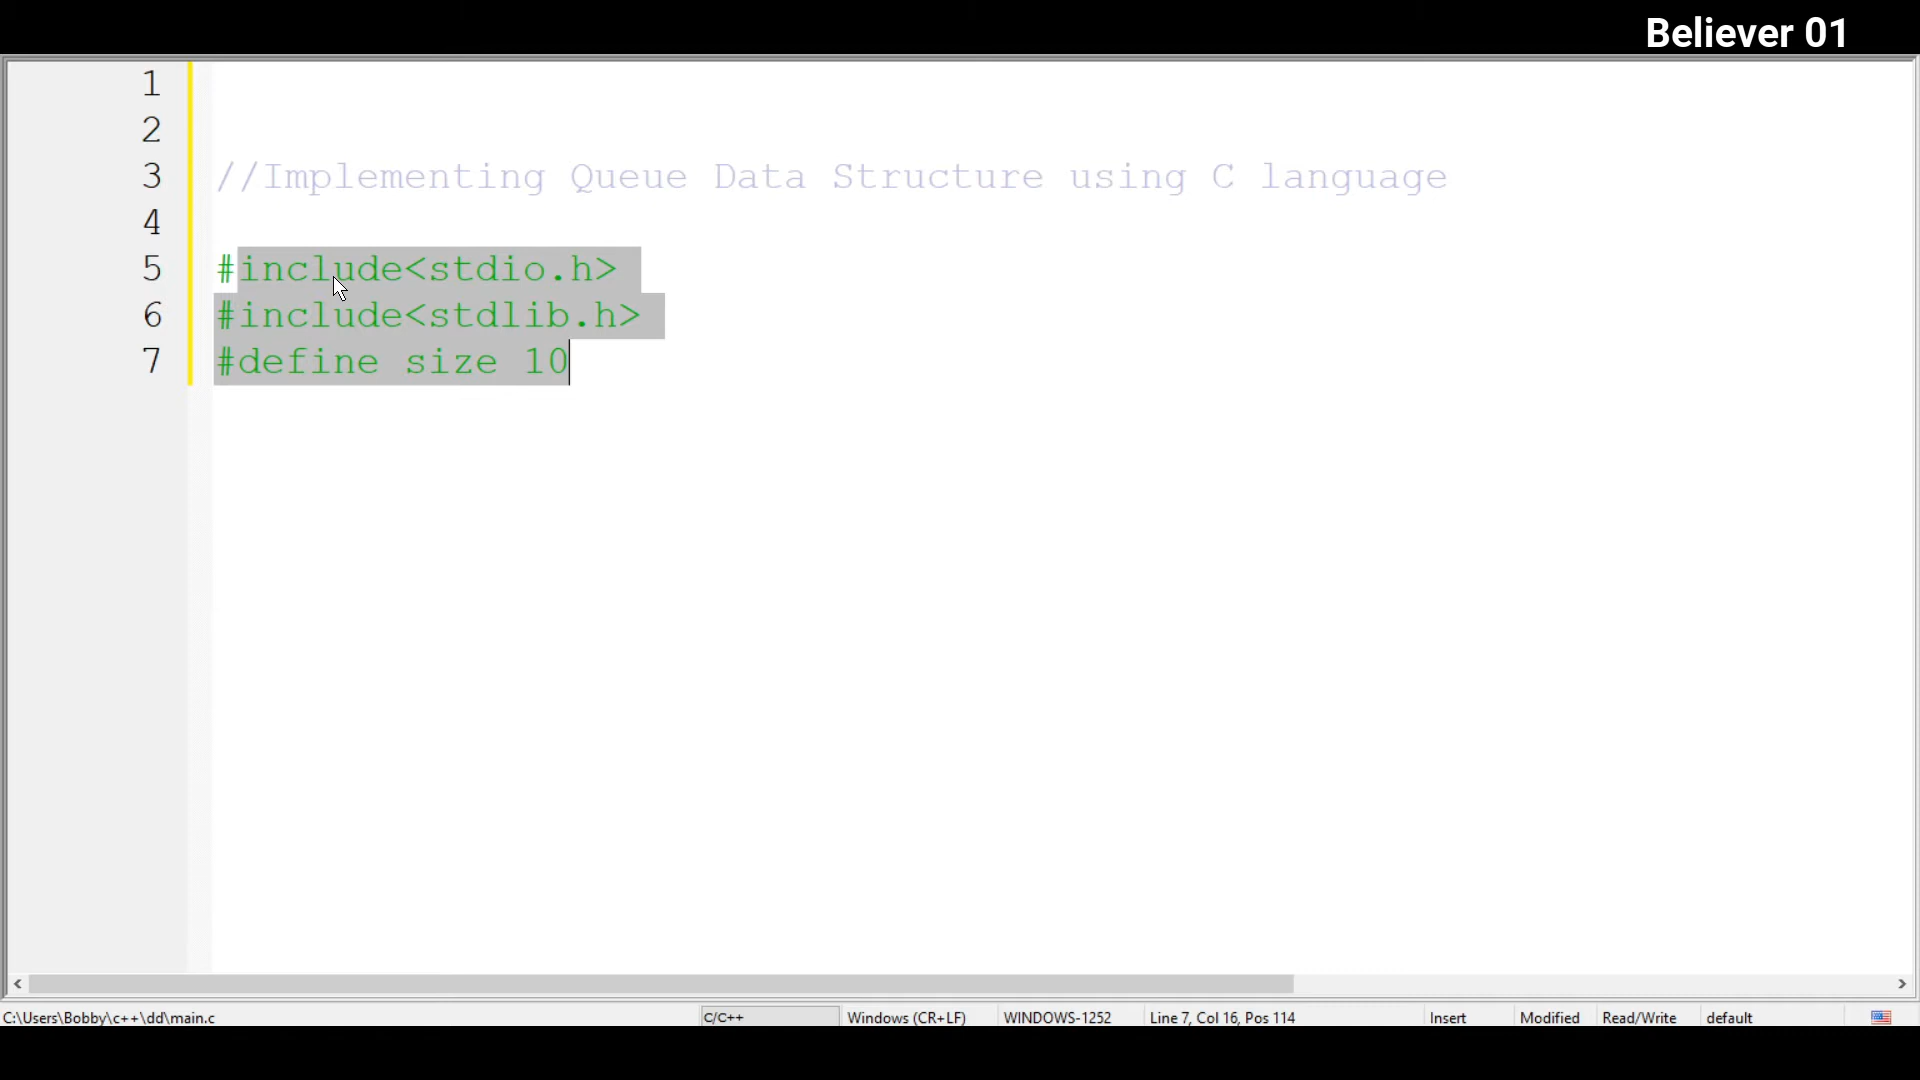 Believer 01
1
2
3 //Implementing Queue Data Structure using C language
4
5 #include<stdio.h>
6 #include<stdlib.h>
7 #define size 10
C:\Users\Bobby\c++\dd\main.c C/C++ Windows (CR+LF) WINDOWS-1252 Line 7, Col 16, Pos 114 Insert Modified Read/Write default